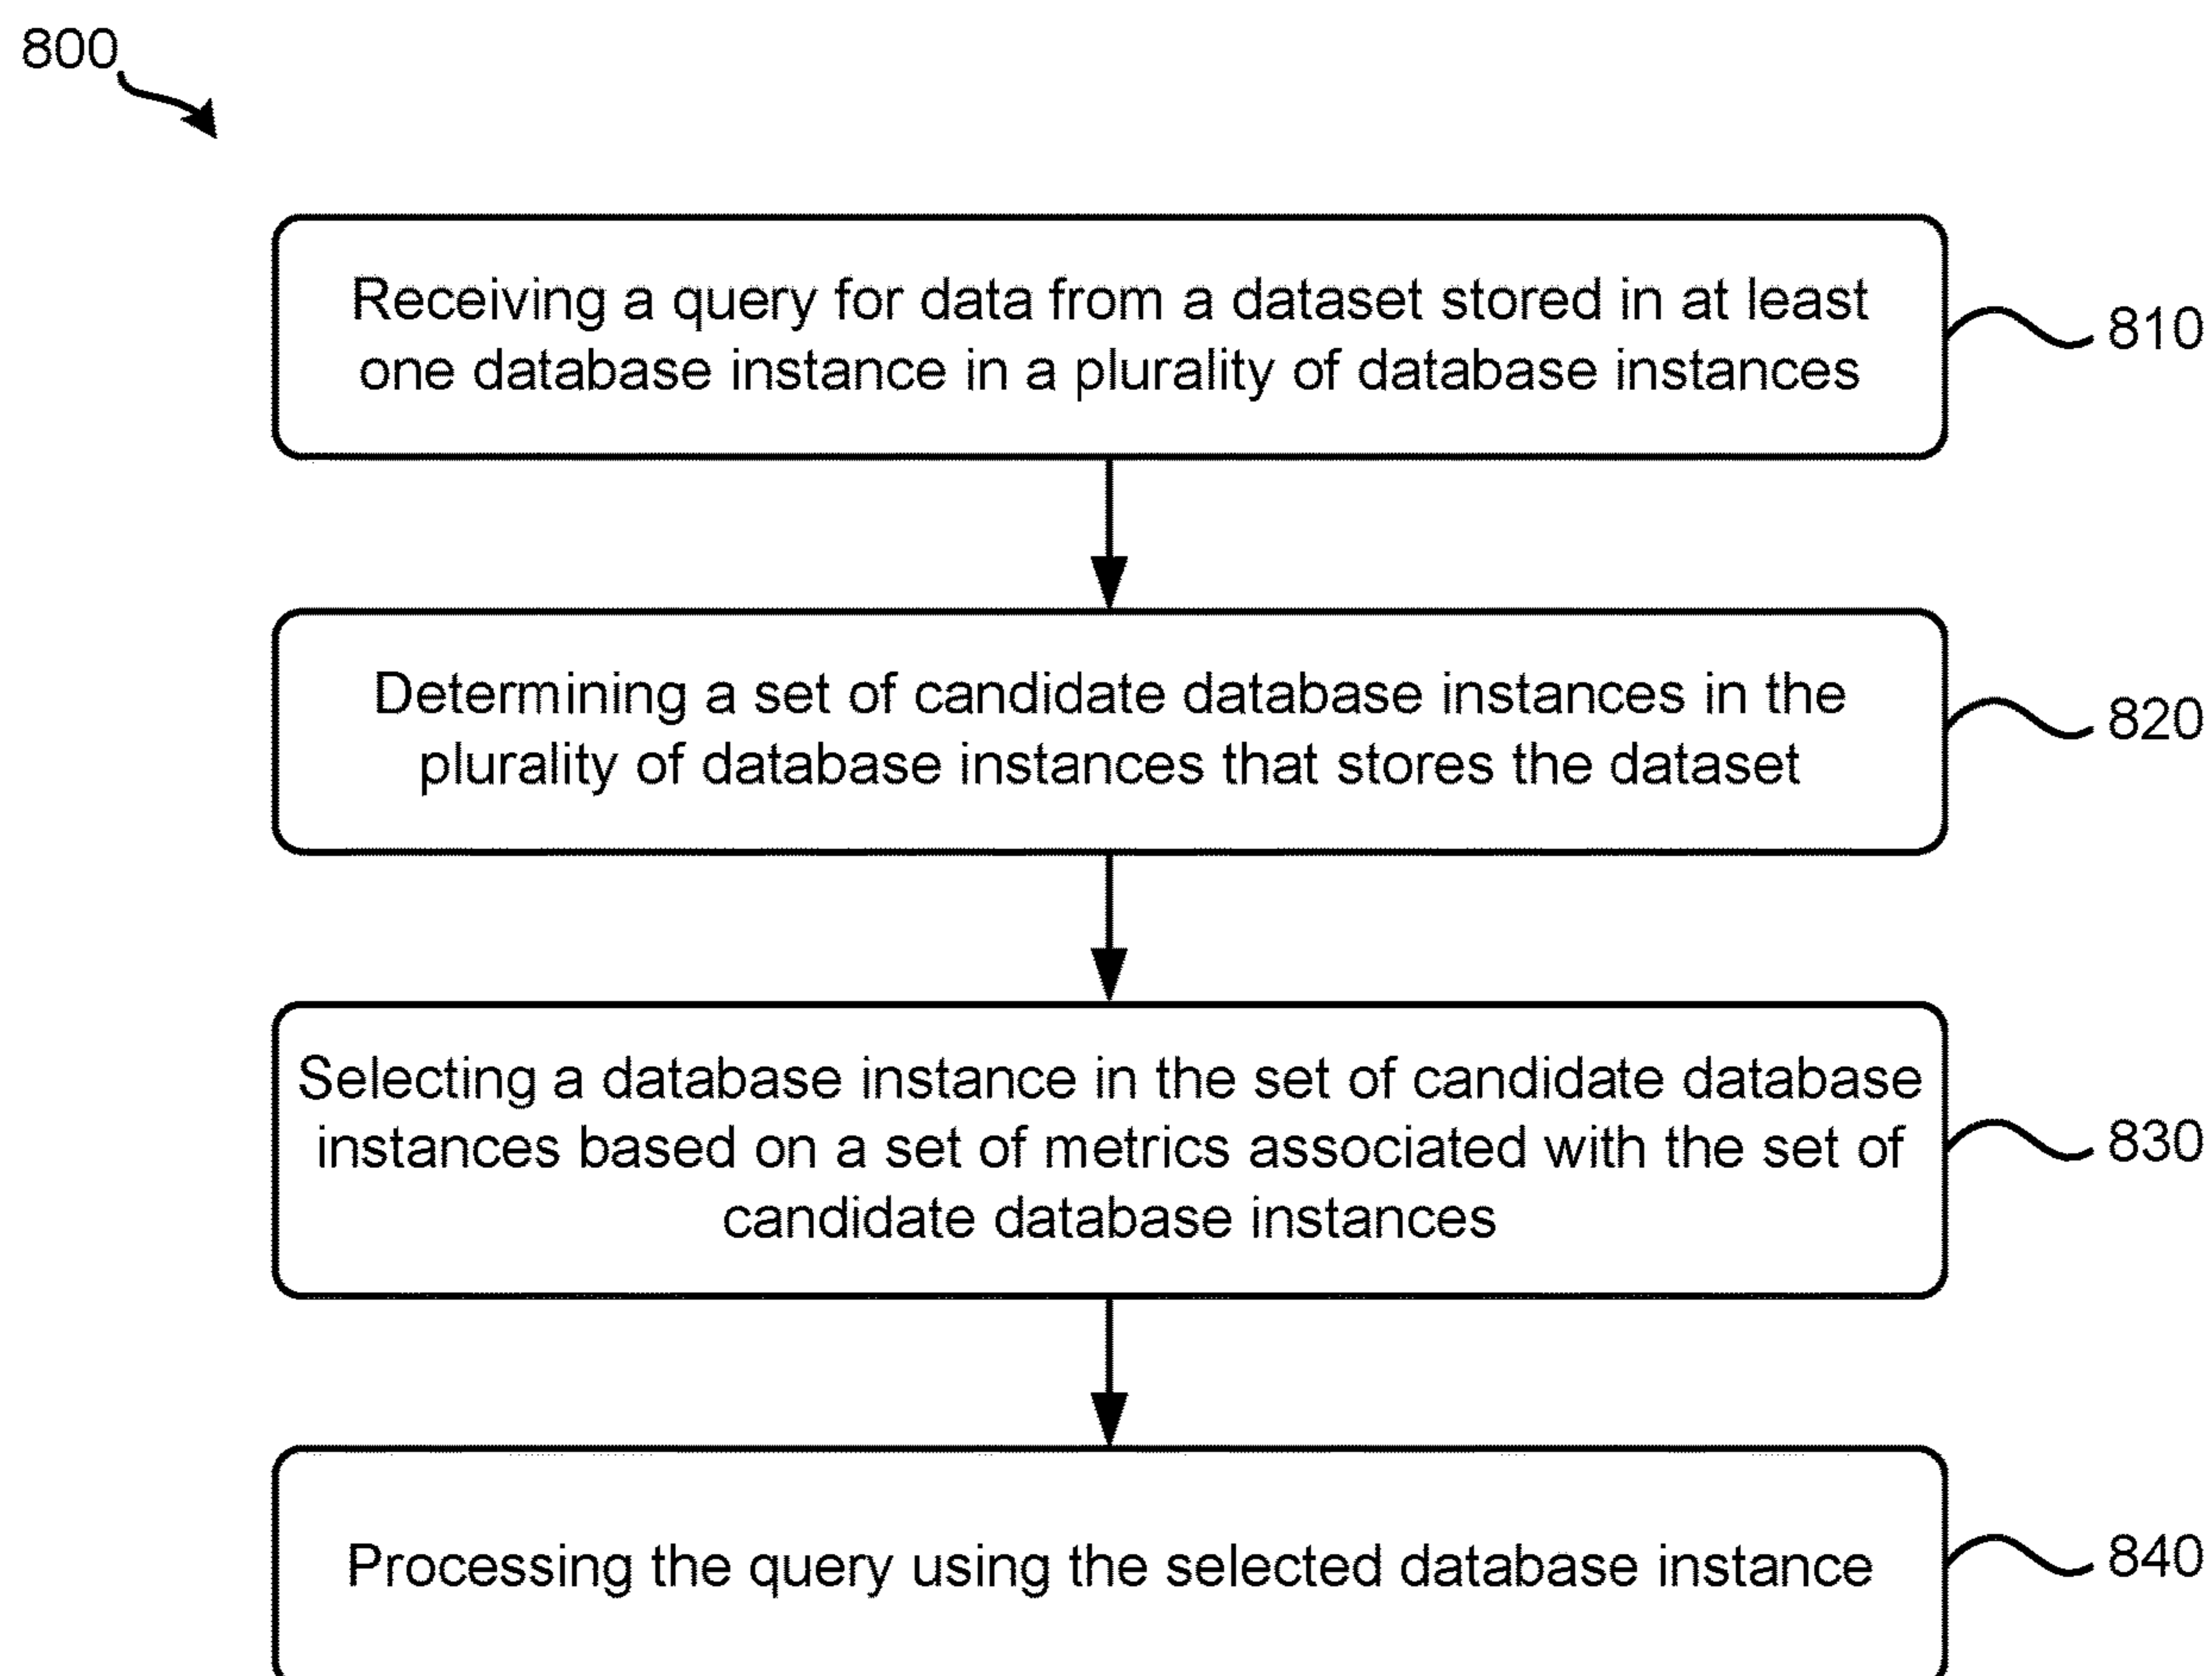 800
Receiving a query for data from a dataset stored in at least
one database instance in a plurality of database instances
810
Determining a set of candidate database instances in the
plurality of database instances that stores the dataset
820
Selecting a database instance in the set of candidate database
instances based on a set of metrics associated with the set of
candidate database instances
830
Processing the query using the selected database instance
840